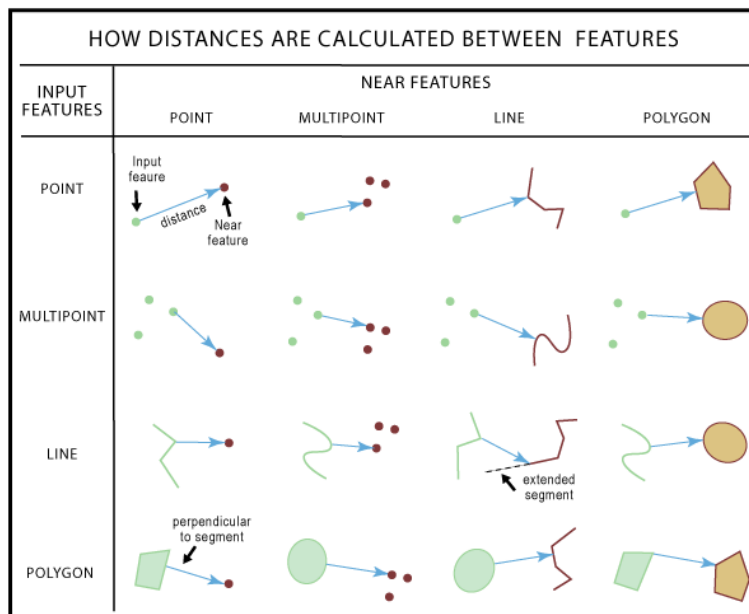 HOW DISTANCES ARE CALCULATED BETWEEN FEATURES
INPUT
FEATURES
NEAR FEATURES
POINT
MULTIPOINT
LINE
POLYGON
POINT
Input
feaure
distance
Near
feature
MULTIPOINT
LINE
extended
segment
POLYGON
perpendicular
to segment